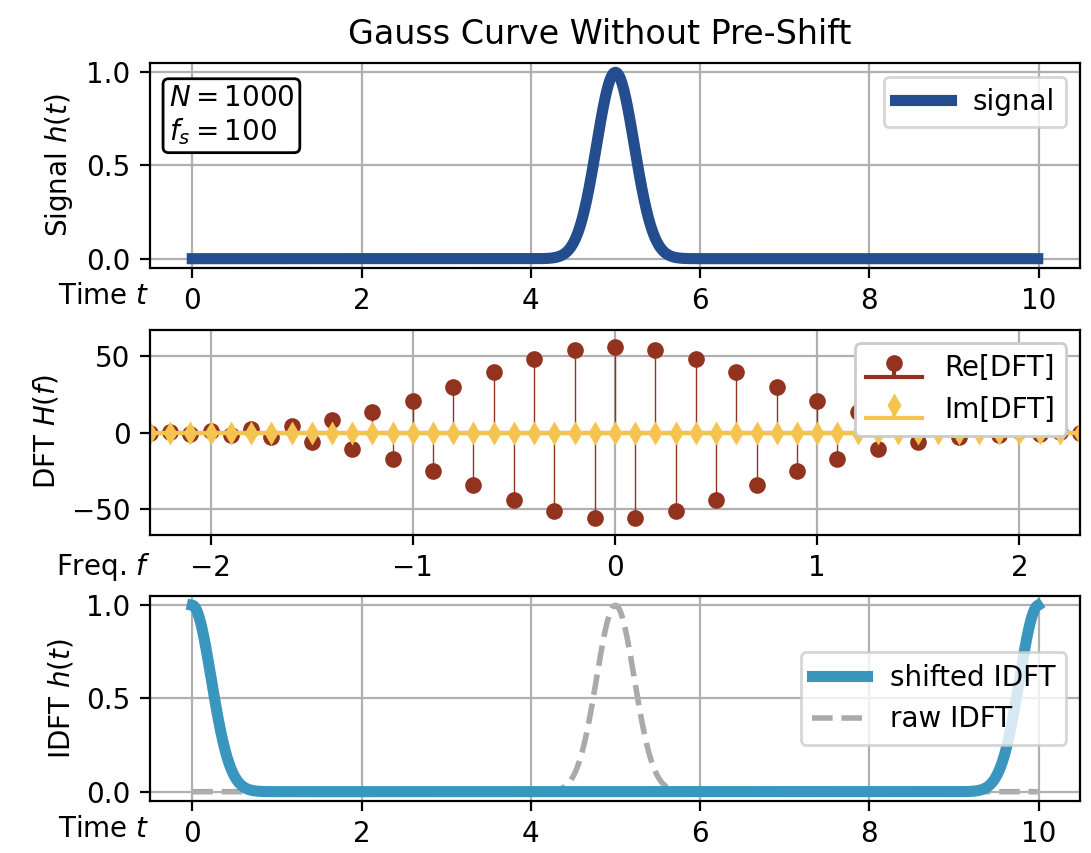 Gauss Curve Without Pre-Shift
Signal h(t)
1.0
0.5
0.0
N = 1000
f_s = 100
signal
Time t
0 2 4 6 8 10
DFT H(f)
50
0
−50
Re[DFT]
Im[DFT]
Freq. f
−2 −1 0 1 2
IDFT h(t)
1.0
0.5
0.0
shifted IDFT
raw IDFT
Time t
0 2 4 6 8 10